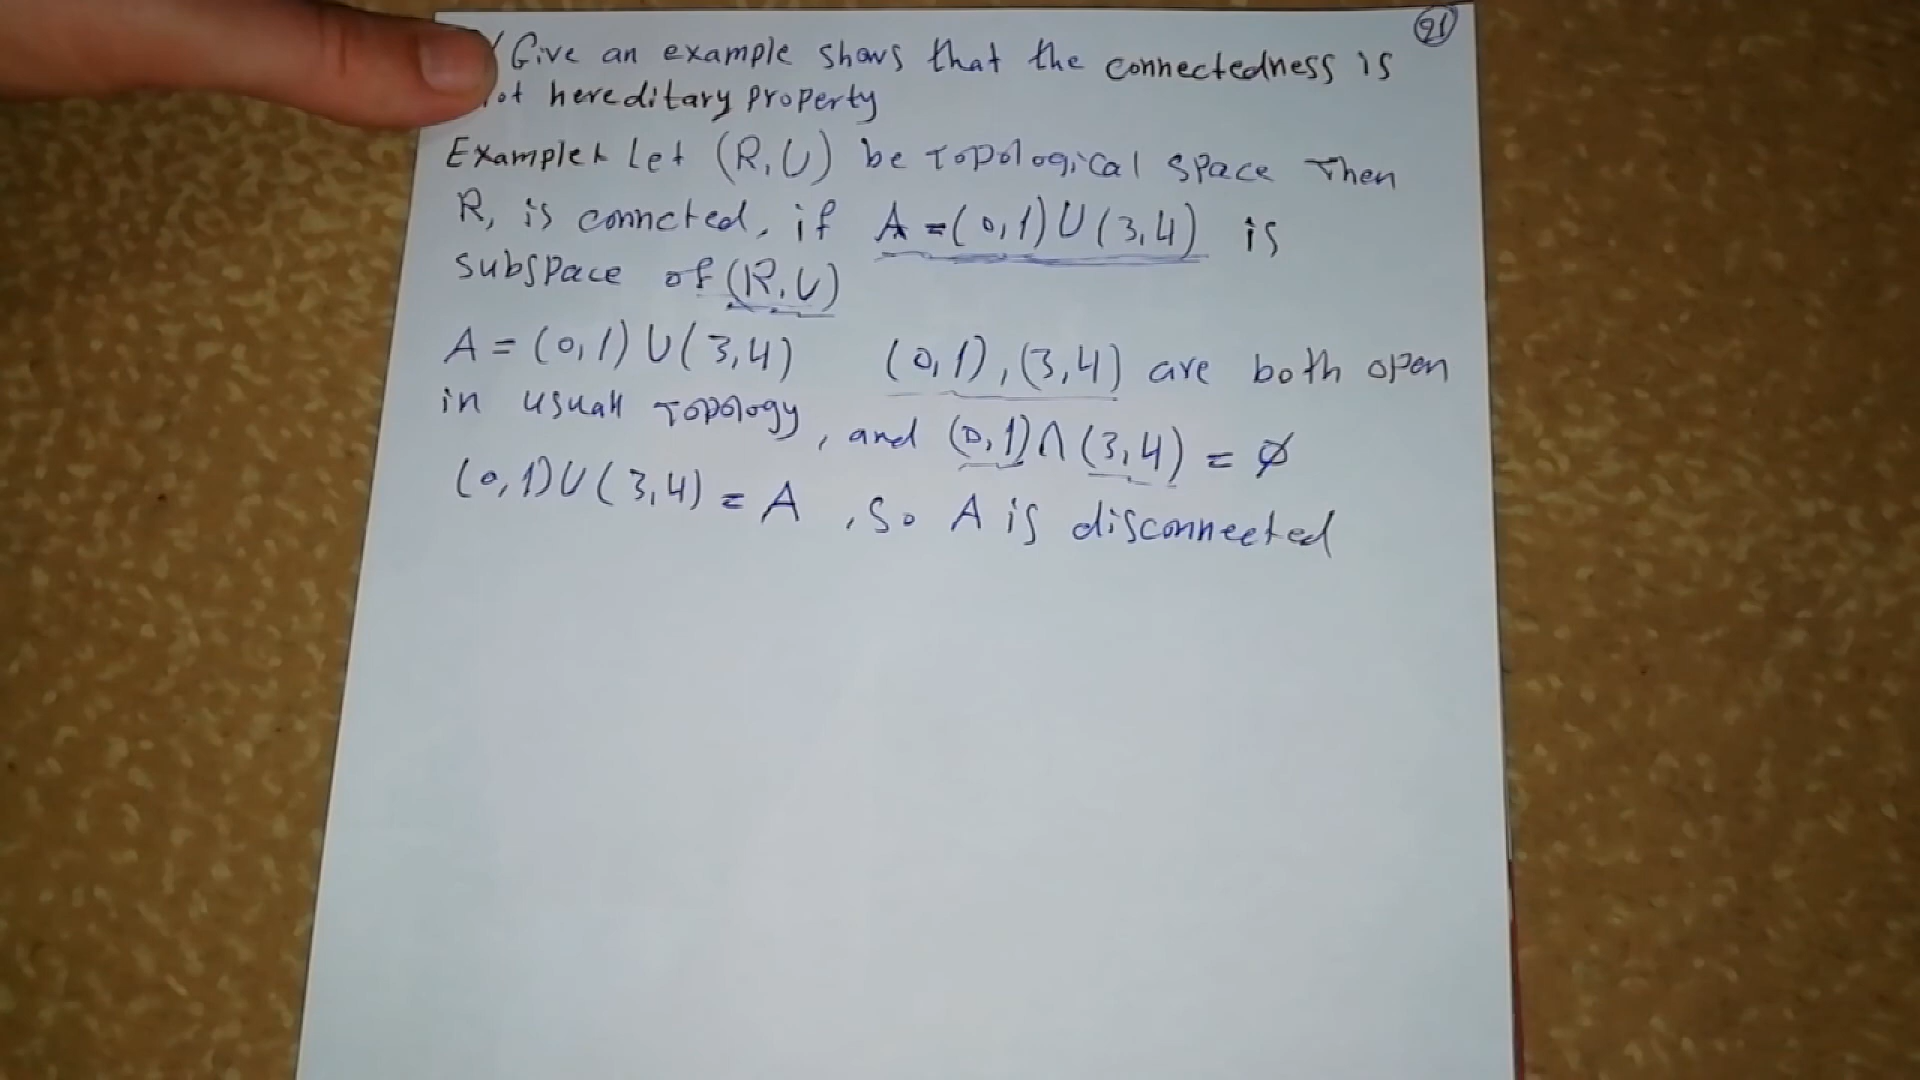 21
Give an example shows that the connectedness is
hereditary property
Example Let (R,U) be topological space Then
R, is conncted, if A=(0,1)∪(3,4) is
subspace of (R,U)
A=(0,1)∪(3,4) (0,1),(3,4) are both open
in usuall topology, and (0,1)∩(3,4)=∅
(0,1)∪(3,4)=A, so A is disconnected